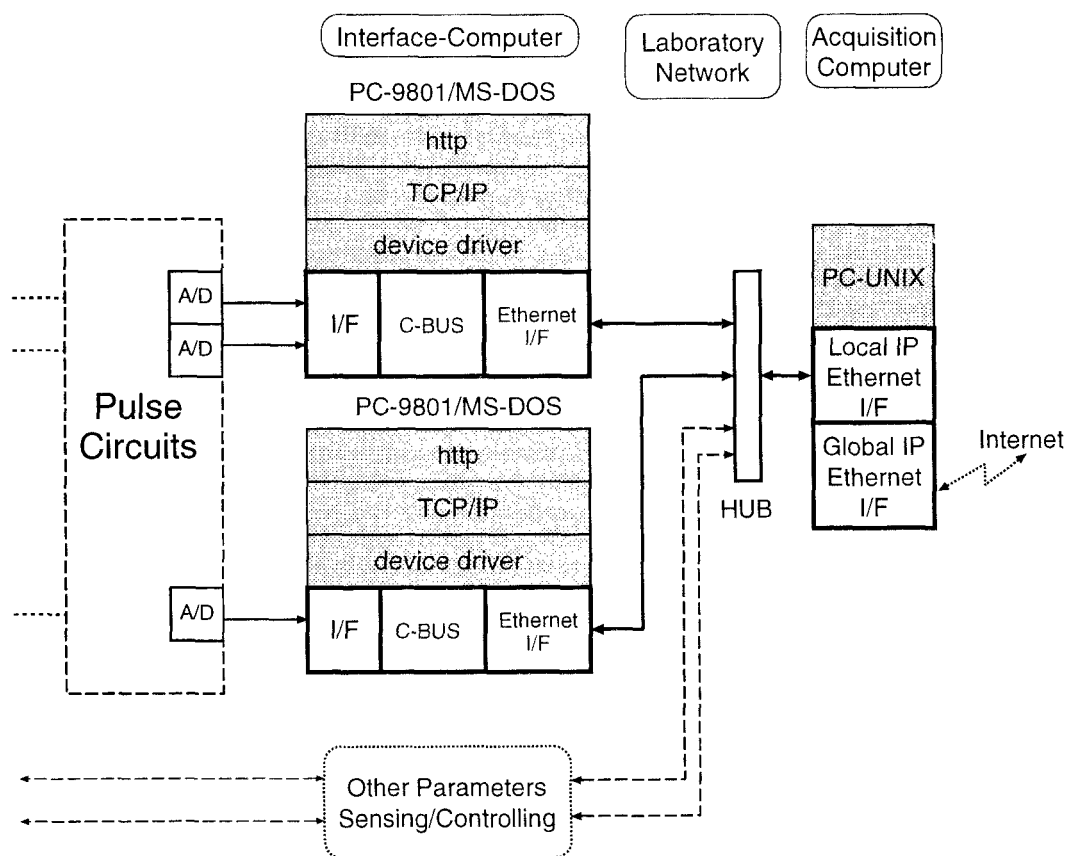 Interface-Computer
Laboratory
Network
Acquisition
Computer
PC-9801/MS-DOS
http
TCP/IP
device driver
I/F
C-BUS
Ethernet
I/F
A/D
A/D
Pulse
Circuits
PC-9801/MS-DOS
http
TCP/IP
device driver
I/F
C-BUS
Ethernet
I/F
A/D
HUB
PC-UNIX
Local IP
Ethernet
I/F
Global IP
Ethernet
I/F
Internet
Other Parameters
Sensing/Controlling